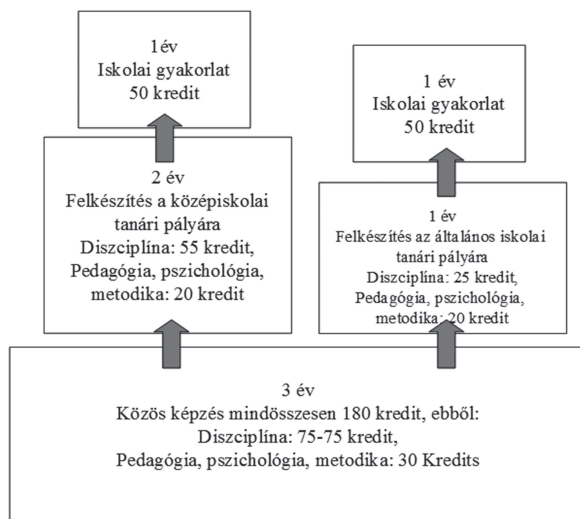 1év
Iskolai gyakorlat
50 kredit
1 év
Iskolai gyakorlat
50 kredit
2 év
Felkészítés a középiskolai
tanári pályára
Diszciplína: 55 kredit,
Pedagógia, pszichológia,
metodika: 20 kredit
1 év
Felkészítés az általános iskolai
tanári pályára
Diszciplína: 25 kredit,
Pedagógia, pszichológia,
metodika: 20 kredit
3 év
Közös képzés mindösszesen 180 kredit, ebből:
Diszciplína: 75-75 kredit,
Pedagógia, pszichológia, metodika: 30 Kredits